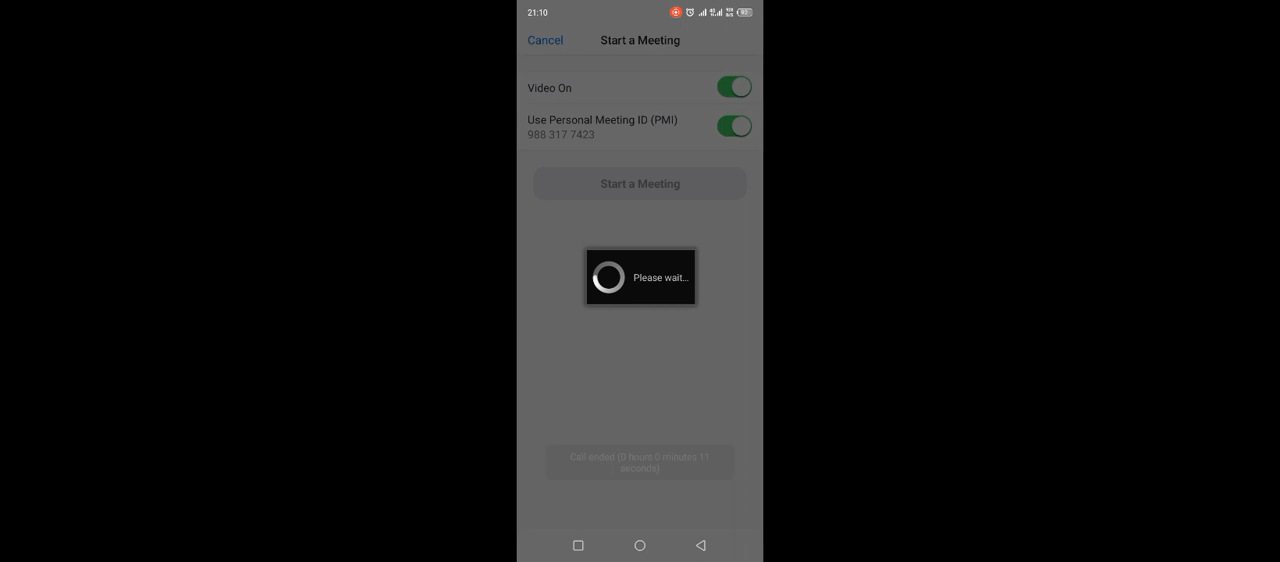 21:10
Cancel Start a Meeting
Video On
Use Personal Meeting ID (PMI)
988 317 7423
Start a Meeting
Please wait...
Call ended (0 hours 0 minutes 11
seconds)